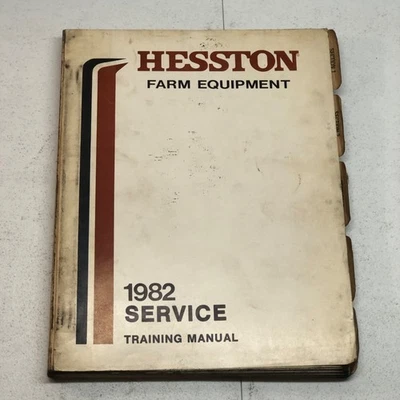 HESSTON
FARM EQUIPMENT
1982
SERVICE
TRAINING MANUAL